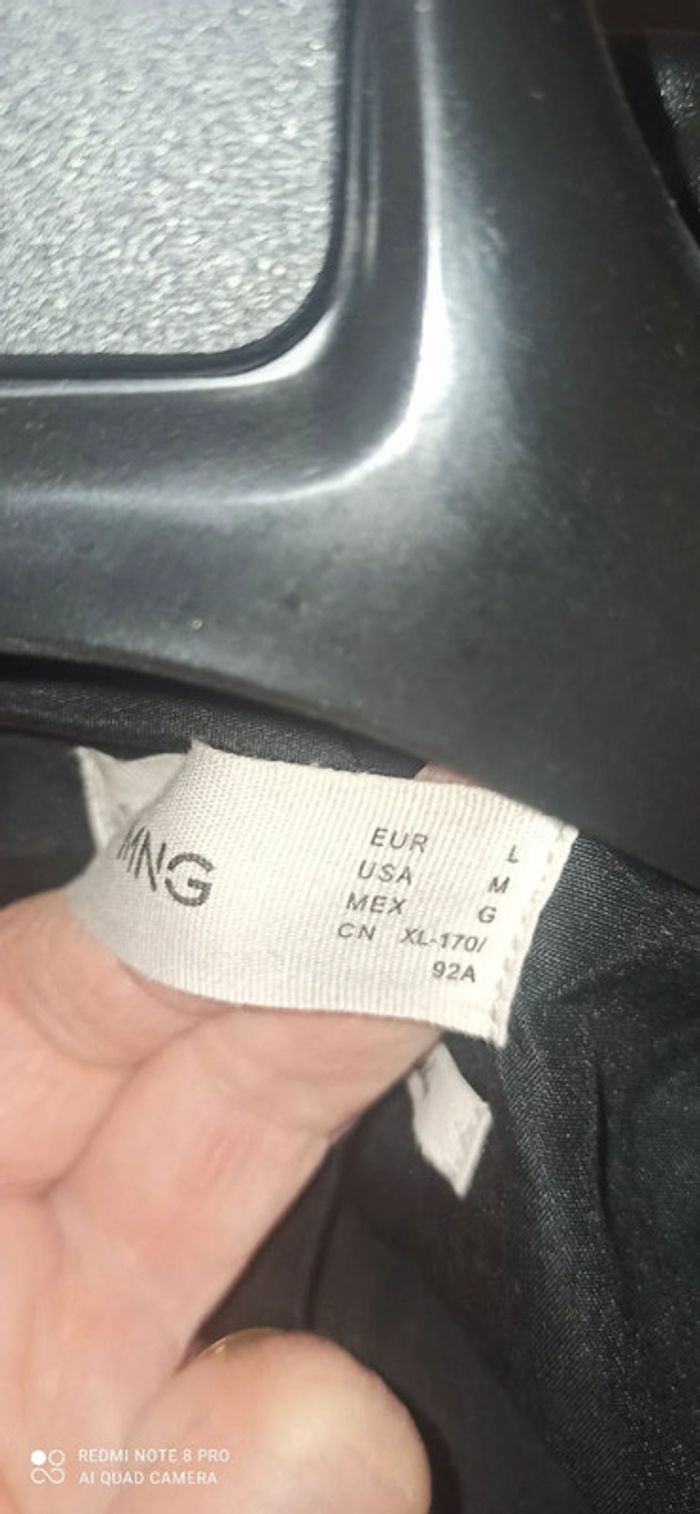 MNG
EUR L
USA M
MEX G
CN XL-170/
92A
REDMI NOTE 8 PRO
AI QUAD CAMERA